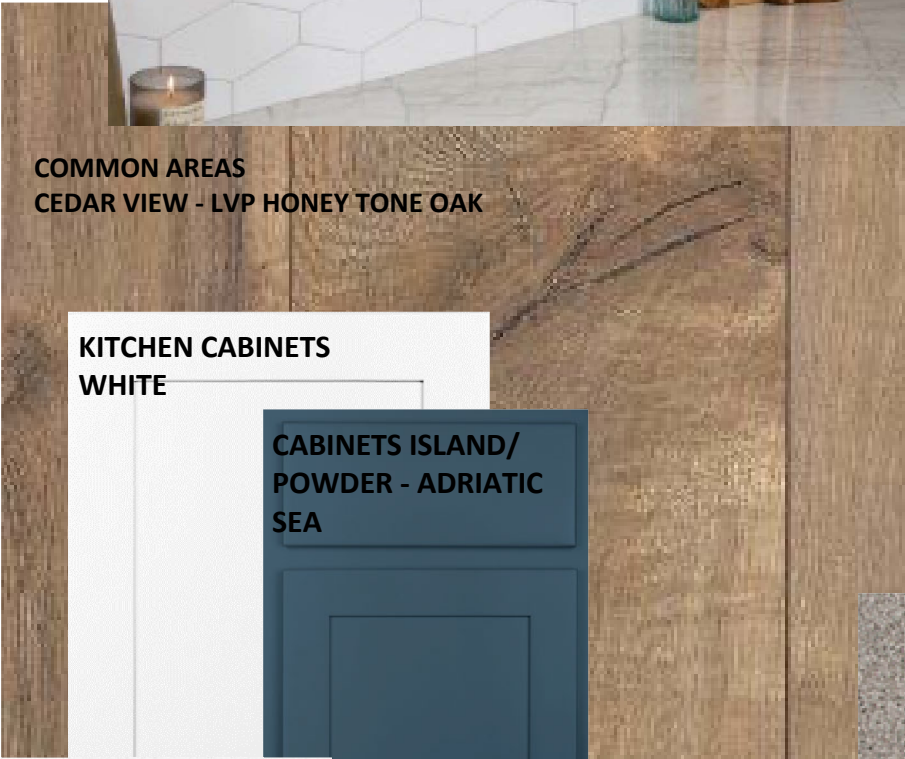 COMMON AREAS
CEDAR VIEW - LVP HONEY TONE OAK
KITCHEN CABINETS
WHITE
CABINETS ISLAND/
POWDER - ADRIATIC
SEA